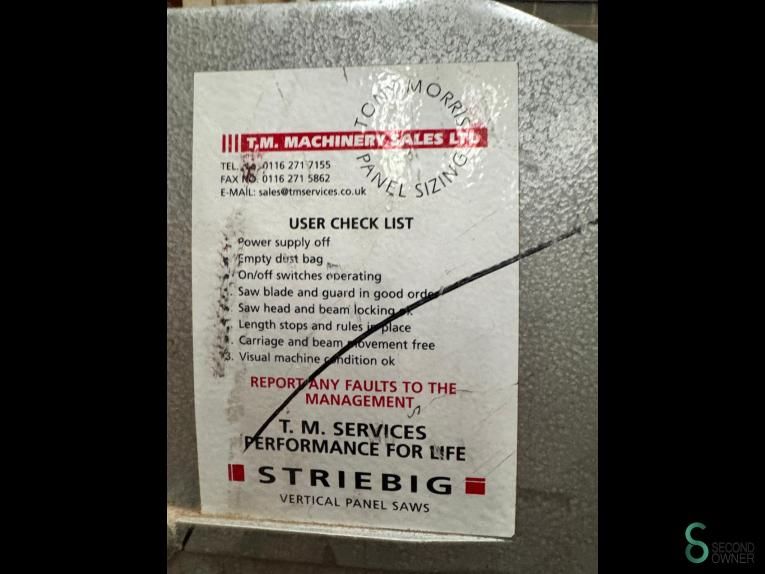 TONY MORRIS
PANEL SIZING
T.M. MACHINERY SALES LTD
TEL. 0116 271 7155
FAX NO. 0116 271 5862
E-MAIL: sales@tmservices.co.uk
USER CHECK LIST
Power supply off
Empty dust bag
On/off switches operating
Saw blade and guard in good order
Saw head and beam locking ok
Length stops and rules in place
Carriage and beam movement free
Visual machine condition ok
REPORT ANY FAULTS TO THE
MANAGEMENT
T. M. SERVICES
PERFORMANCE FOR LIFE
STRIEBIG
VERTICAL PANEL SAWS
SECOND
OWNER